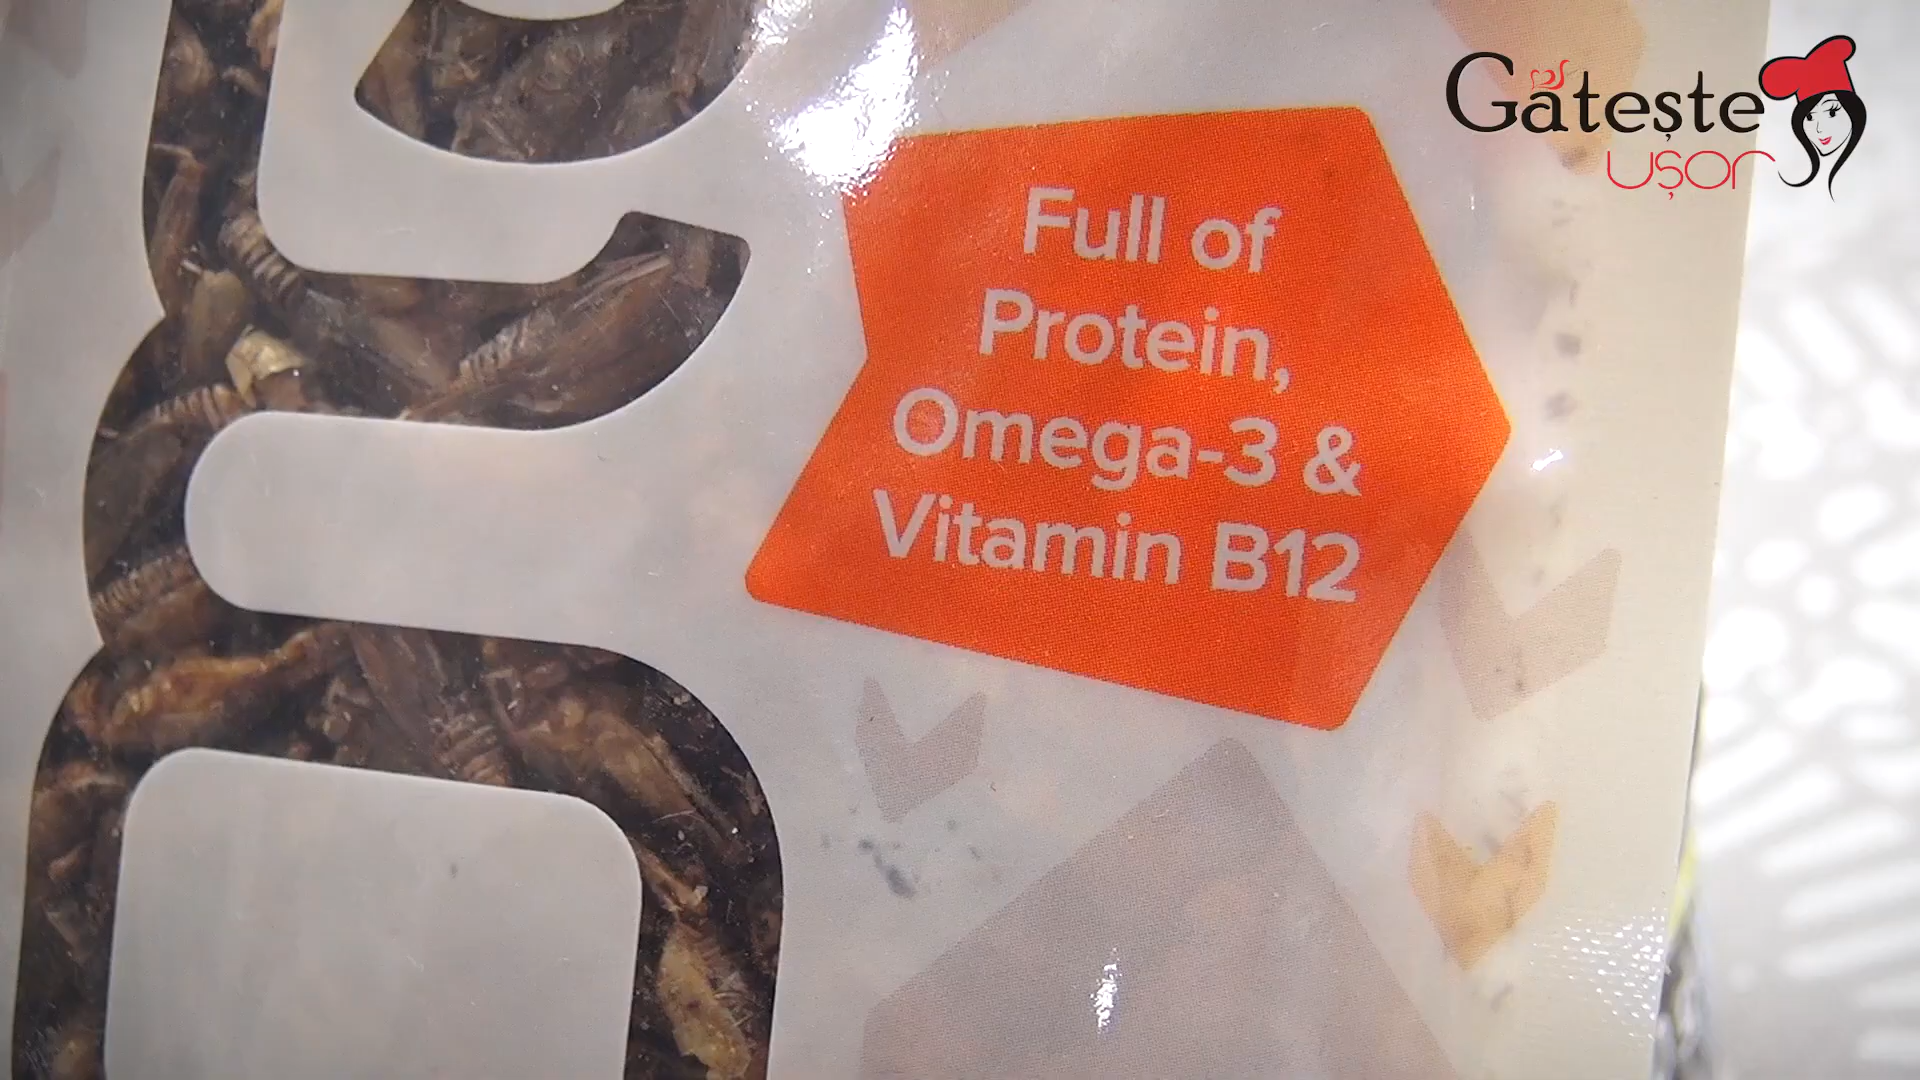 Gătește
ușor
Full of
Protein,
Omega-3 &
Vitamin B12